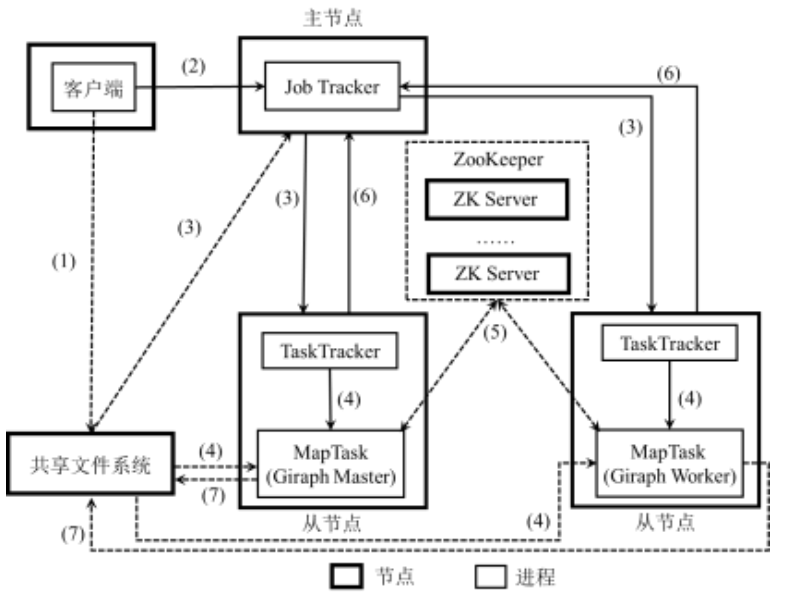 主节点
客户端
(2)
Job Tracker
(6)
(3)
ZooKeeper
ZK Server
……
ZK Server
(3)
(3)
(6)
(1)
(5)
TaskTracker
TaskTracker
(4)
(4)
共享文件系统
(4)
(7)
MapTask
(Giraph Master)
MapTask
(Giraph Worker)
(7)
从节点
(4)
从节点
节点
进程